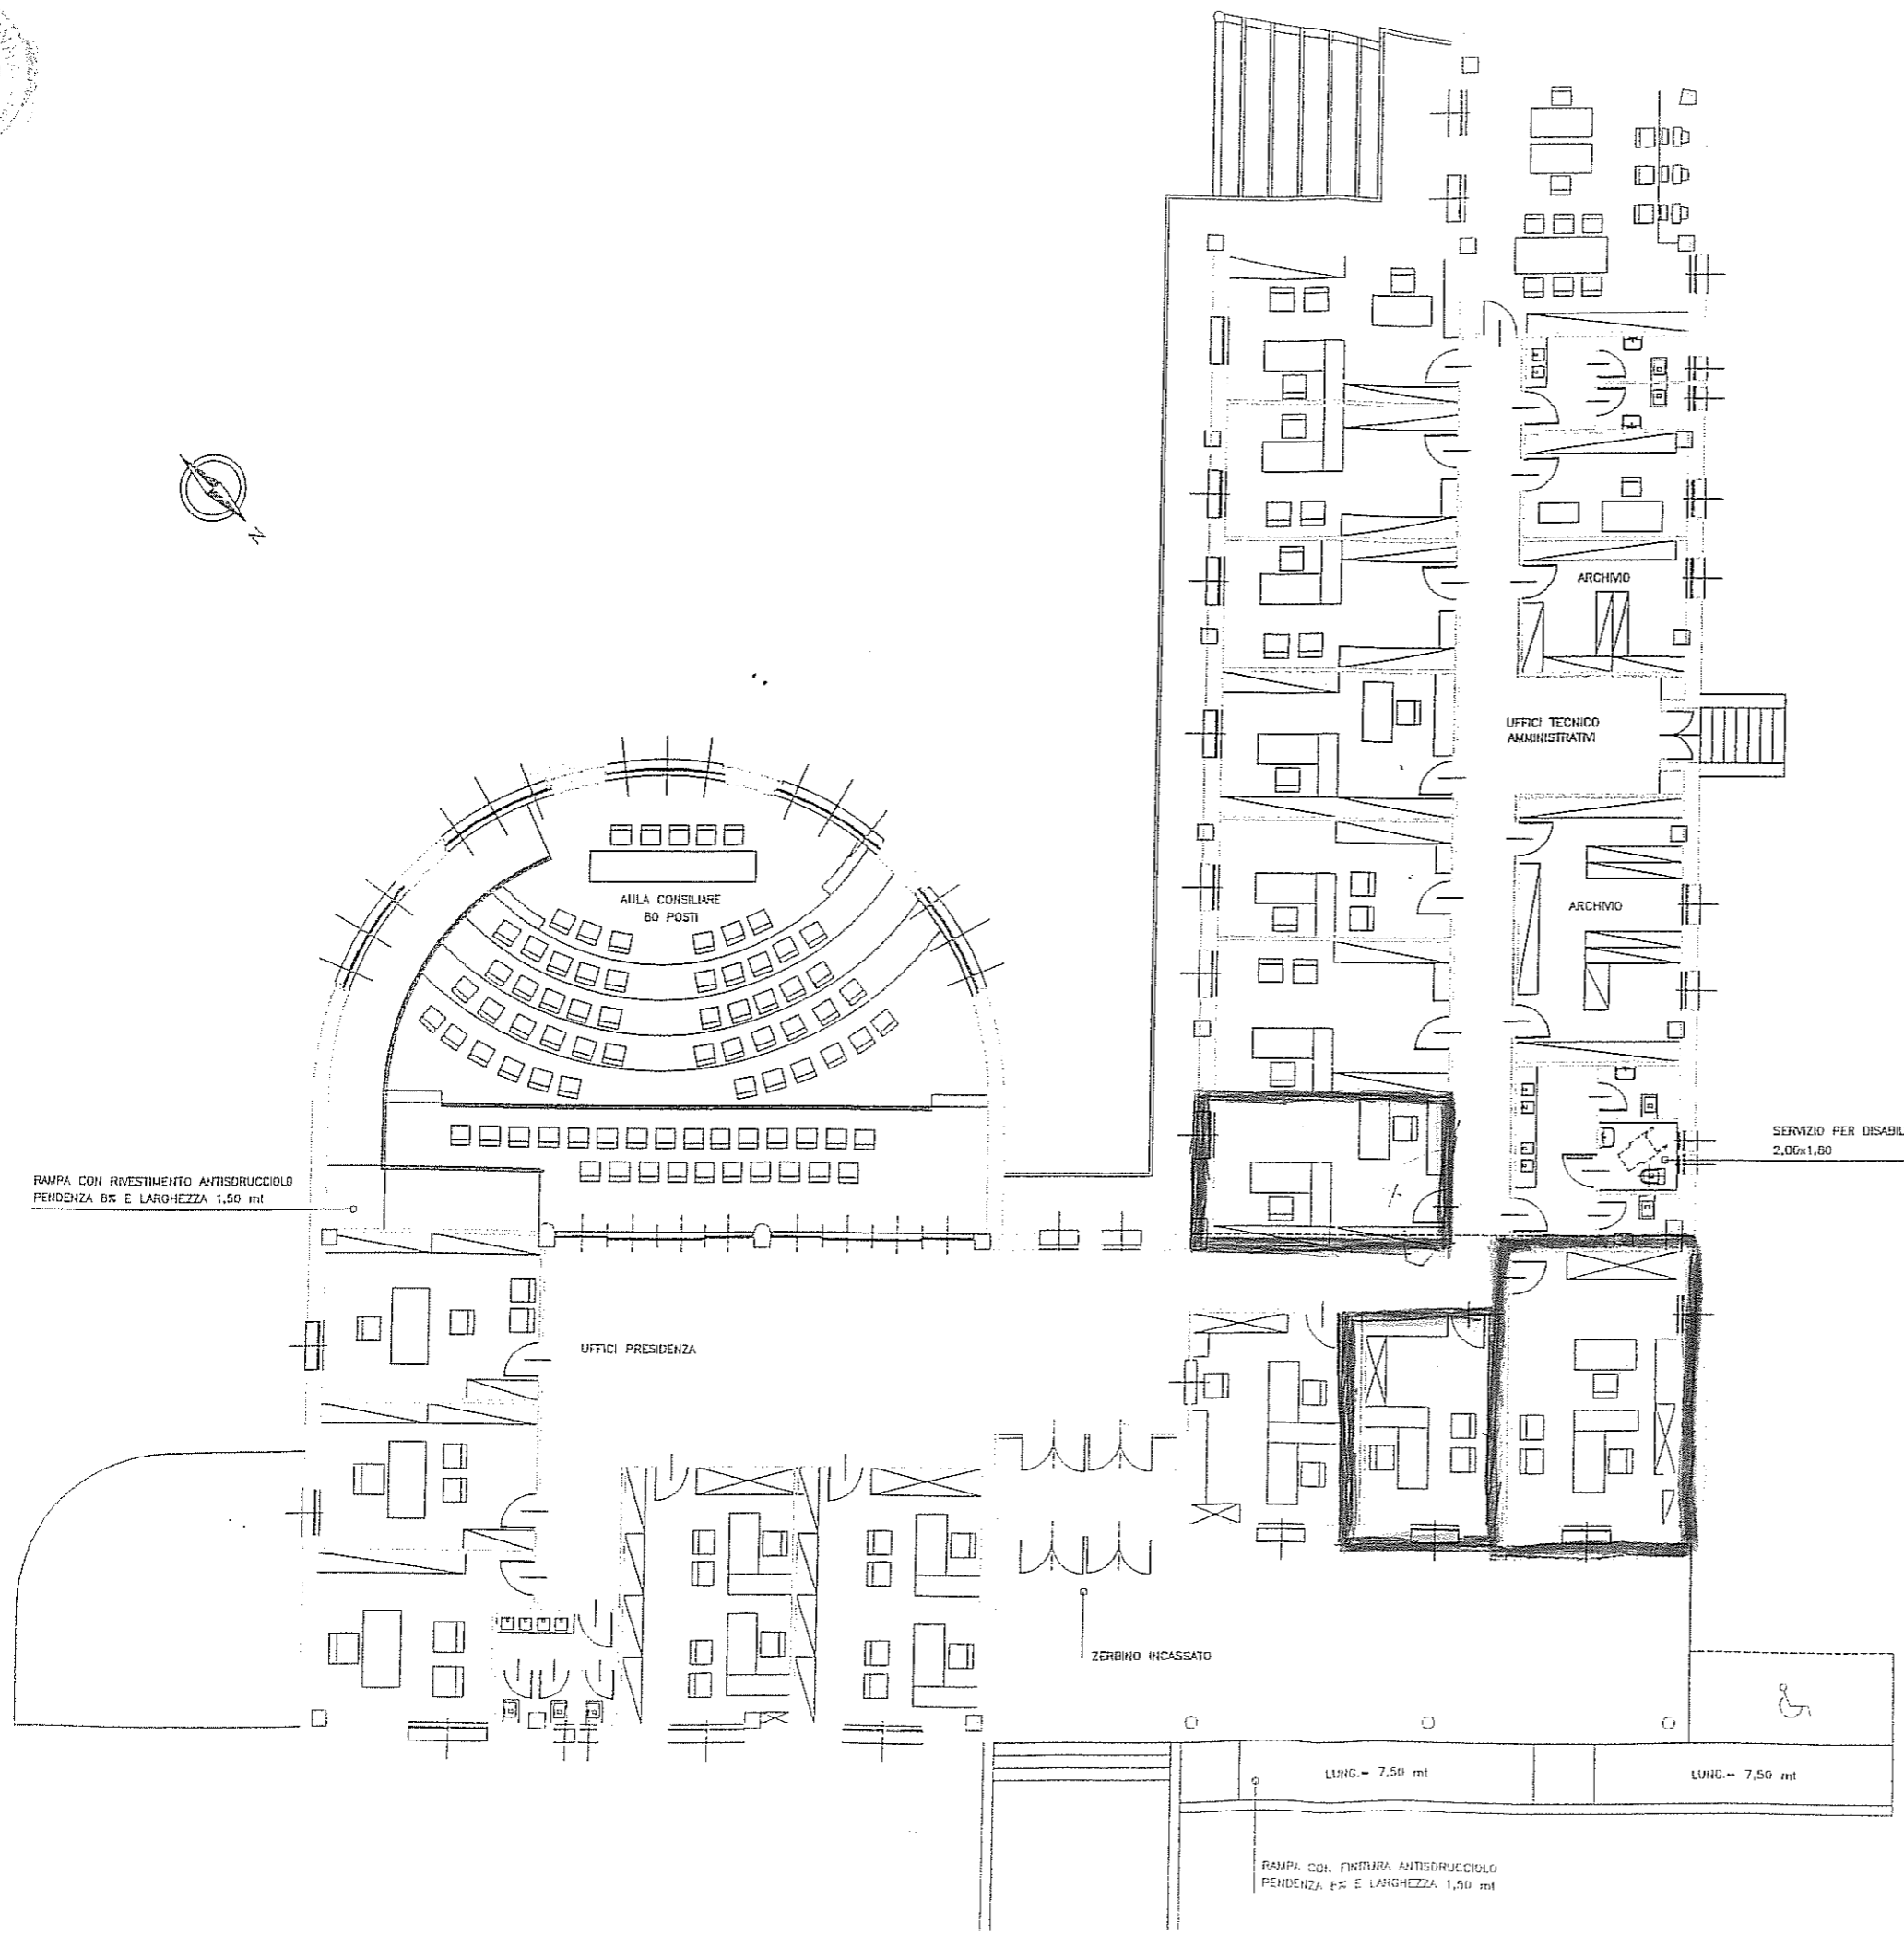 N
ARCHIVIO
UFFICI TECNICO
AMMINISTRATIVI
AULA CONSILIARE
80 POSTI
ARCHIVIO
SERVIZIO PER DISABIL
2,00x1,80
RAMPA CON RIVESTIMENTO ANTISDRUCCIOLO
PENDENZA 8% E LARGHEZZA 1,50 mt
UFFICI PRESIDENZA
ZERBINO INCASSATO
LUNG.= 7,50 mt
LUNG.= 7,50 mt
RAMPA CON FINITURA ANTISDRUCCIOLO
PENDENZA 8% E LARGHEZZA 1,50 mt